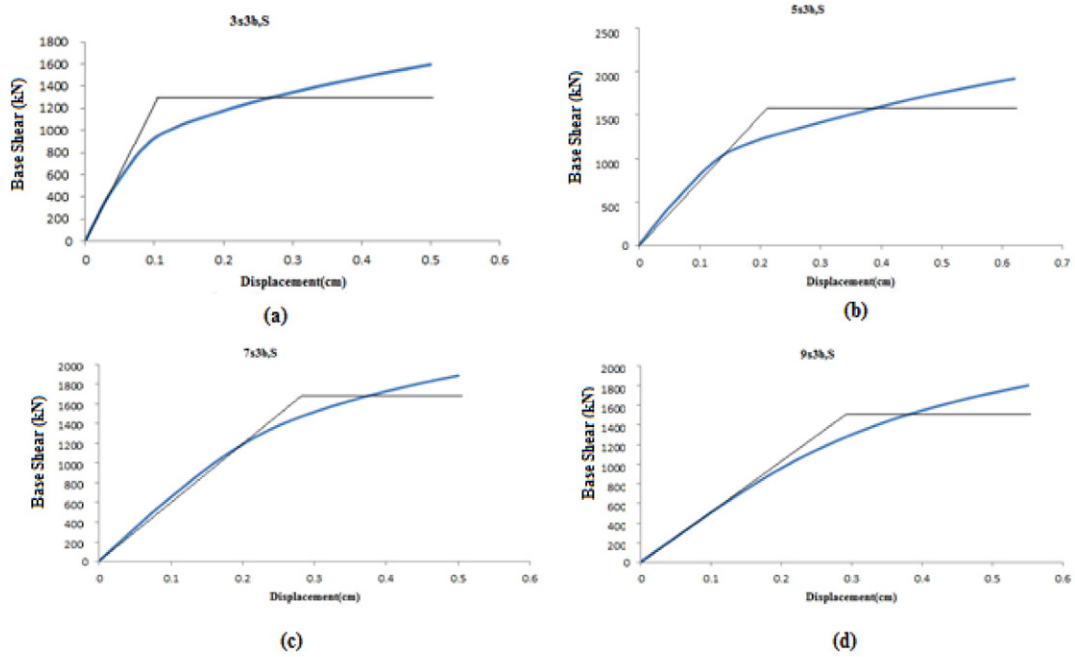 3s3b,S
1800
1600
1400
1200
1000
800
600
400
200
0
Base Shear (kN)
0 0.1 0.2 0.3 0.4 0.5 0.6
Displacement(cm)
(a)
5s3b,S
2500
2000
1500
1000
500
0
Base Shear (kN)
0 0.1 0.2 0.3 0.4 0.5 0.6 0.7
Displacement(cm)
(b)
7s3b,S
2000
1800
1600
1400
1200
1000
800
600
400
200
0
Base Shear (kN)
0 0.1 0.2 0.3 0.4 0.5 0.6
Displacement(cm)
(c)
9s3b,S
2000
1800
1600
1400
1200
1000
800
600
400
200
0
Base Shear (kN)
0 0.1 0.2 0.3 0.4 0.5 0.6
Displacement(cm)
(d)